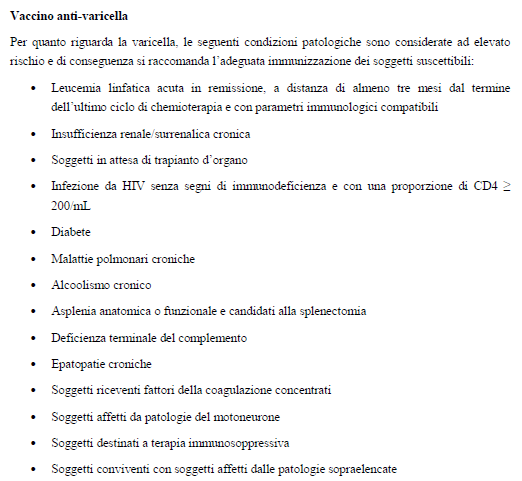 Vaccino anti-varicella
Per quanto riguarda la varicella, le seguenti condizioni patologiche sono considerate ad elevato
rischio e di conseguenza si raccomanda l'adeguata immunizzazione dei soggetti suscettibili:
• Leucemia linfatica acuta in remissione, a distanza di almeno tre mesi dal termine
dell'ultimo ciclo di chemioterapia e con parametri immunologici compatibili
• Insufficienza renale/surrenalica cronica
• Soggetti in attesa di trapianto d'organo
• Infezione da HIV senza segni di immunodeficienza e con una proporzione di CD4 ≥
200/mL
• Diabete
• Malattie polmonari croniche
• Alcoolismo cronico
• Asplenia anatomica o funzionale e candidati alla splenectomia
• Deficienza terminale del complemento
• Epatopatie croniche
• Soggetti riceventi fattori della coagulazione concentrati
• Soggetti affetti da patologie del motoneurone
• Soggetti destinati a terapia immunosoppressiva
• Soggetti conviventi con soggetti affetti dalle patologie sopraelencate